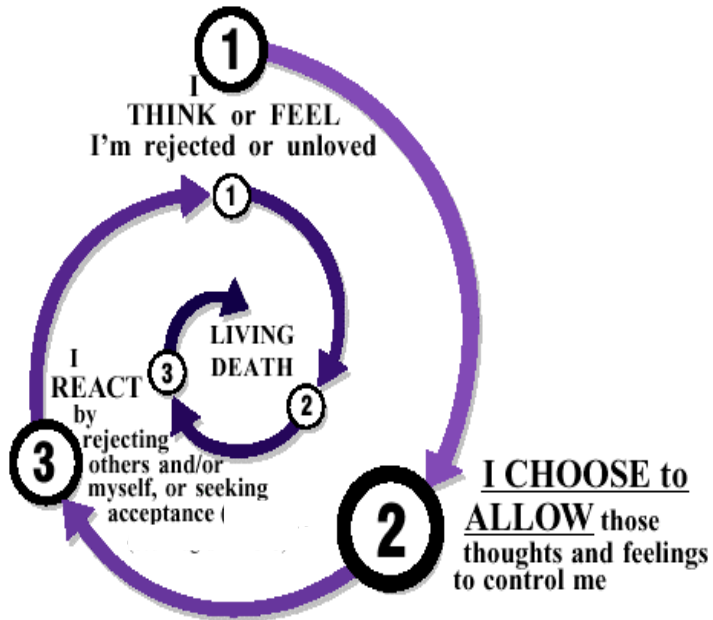 1
I
THINK or FEEL
I'm rejected or unloved
1
LIVING
DEATH
3
2
I
REACT
by
rejecting
others and/or
myself, or seeking
acceptance (
3
2
I CHOOSE to
ALLOW those
thoughts and feelings
to control me